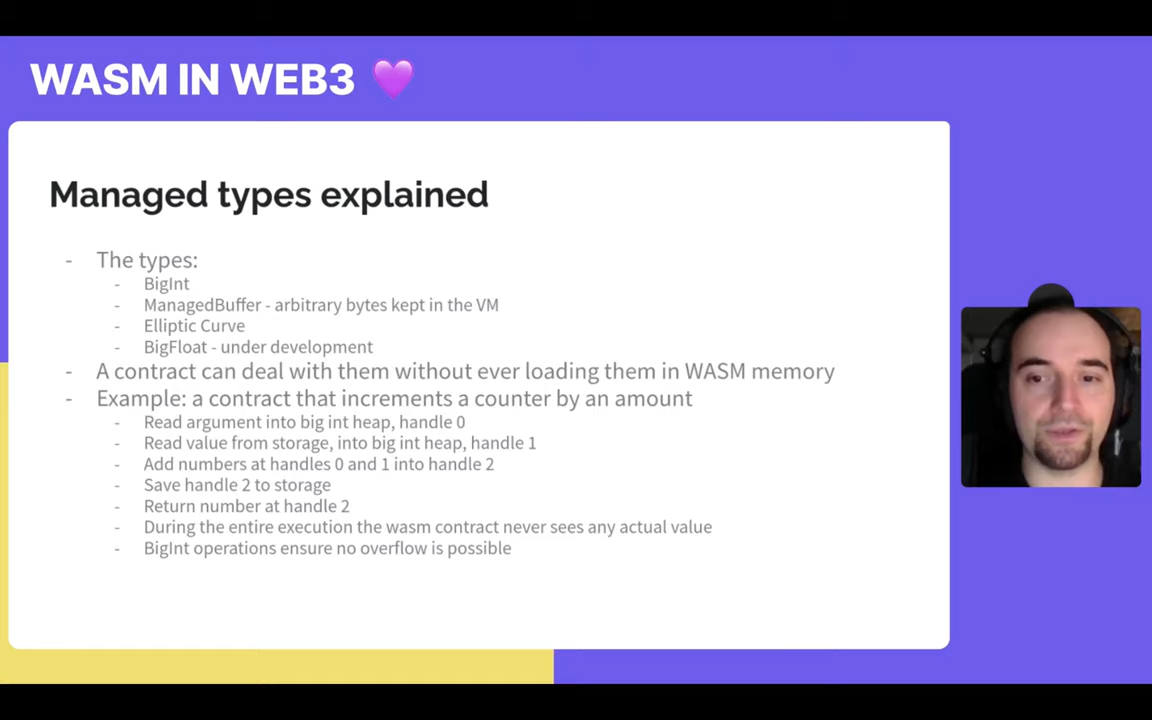 WASM IN WEB3 💜
Managed types explained
- The types:
- BigInt
- ManagedBuffer - arbitrary bytes kept in the VM
- Elliptic Curve
- BigFloat - under development
- A contract can deal with them without ever loading them in WASM memory
- Example: a contract that increments a counter by an amount
- Read argument into big int heap, handle 0
- Read value from storage, into big int heap, handle 1
- Add numbers at handles 0 and 1 into handle 2
- Save handle 2 to storage
- Return number at handle 2
- During the entire execution the wasm contract never sees any actual value
- BigInt operations ensure no overflow is possible